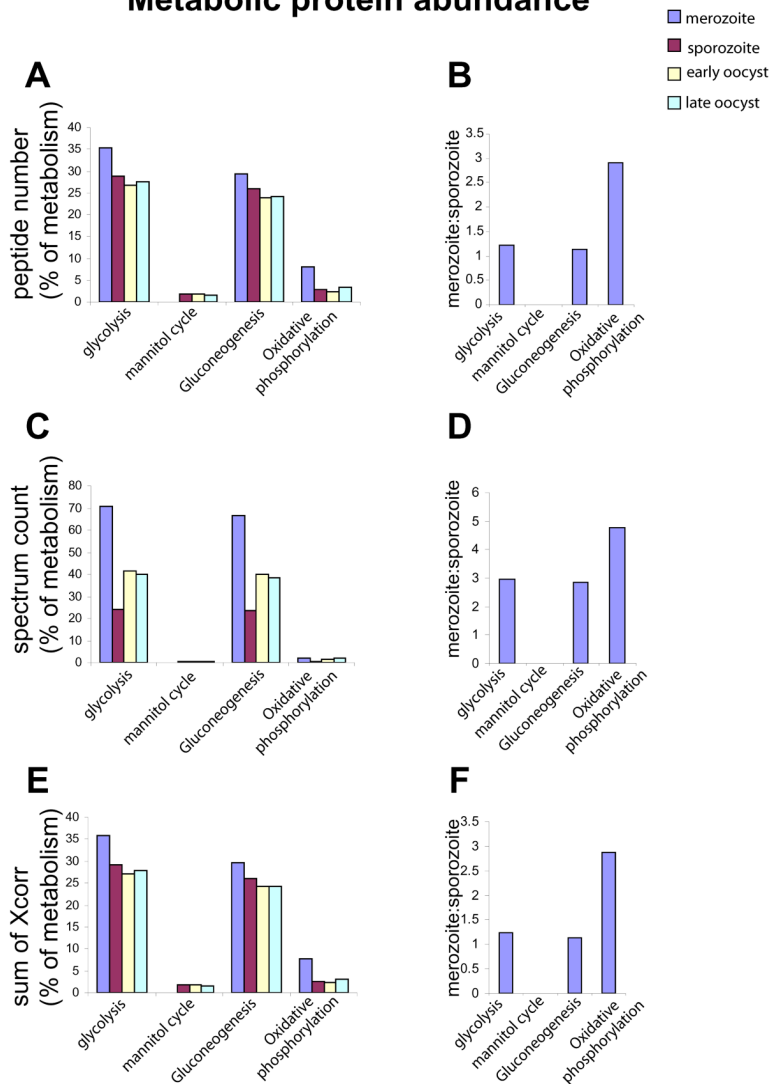 Metabolic protein abundance
merozoite
sporozoite
early oocyst
late oocyst
A
peptide number
(% of metabolism)
40
35
30
25
20
15
10
5
0
glycolysis
mannitol cycle
Gluconeogenesis
Oxidative
phosphorylation
B
merozoite:sporozoite
3.5
3
2.5
2
1.5
1
0.5
0
glycolysis
mannitol cycle
Gluconeogenesis
Oxidative
phosphorylation
C
spectrum count
(% of metabolism)
80
70
60
50
40
30
20
10
0
glycolysis
mannitol cycle
Gluconeogenesis
Oxidative
phosphorylation
D
merozoite:sporozoite
6
5
4
3
2
1
0
glycolysis
mannitol cycle
Gluconeogenesis
Oxidative
phosphorylation
E
sum of Xcorr
(% of metabolism)
40
35
30
25
20
15
10
5
0
glycolysis
mannitol cycle
Gluconeogenesis
Oxidative
phosphorylation
F
merozoite:sporozoite
3.5
3
2.5
2
1.5
1
0.5
0
glycolysis
mannitol cycle
Gluconeogenesis
Oxidative
phosphorylation